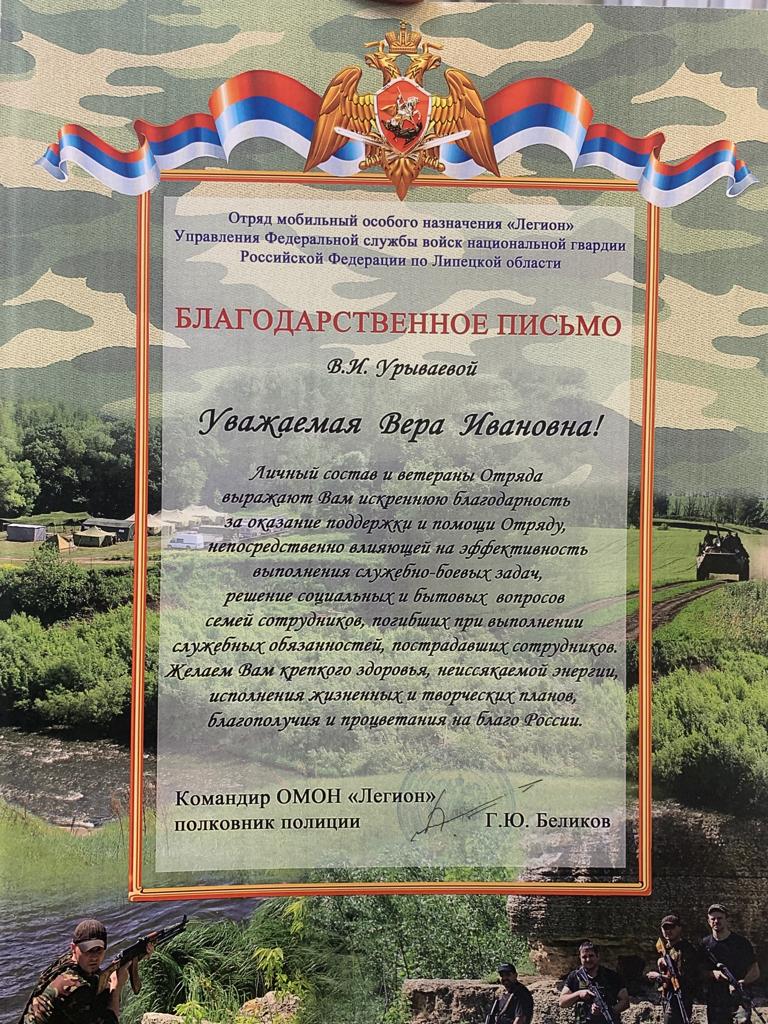 Отряд мобильный особого назначения «Легион»
Управления Федеральной службы войск национальной гвардии
Российской Федерации по Липецкой области
БЛАГОДАРСТВЕННОЕ ПИСЬМО
В.И. Урываевой
Уважаемая Вера Ивановна!
Личный состав и ветераны Отряда
выражают Вам искреннюю благодарность
за оказание поддержки и помощи Отряду,
непосредственно влияющей на эффективность
выполнения служебно-боевых задач,
решение социальных и бытовых вопросов
семей сотрудников, погибших при выполнении
служебных обязанностей, пострадавших сотрудников.
Желаем Вам крепкого здоровья, неиссякаемой энергии,
исполнения жизненных и творческих планов,
благополучия и процветания на благо России.
Командир ОМОН «Легион»
полковник полиции Г.Ю. Беликов